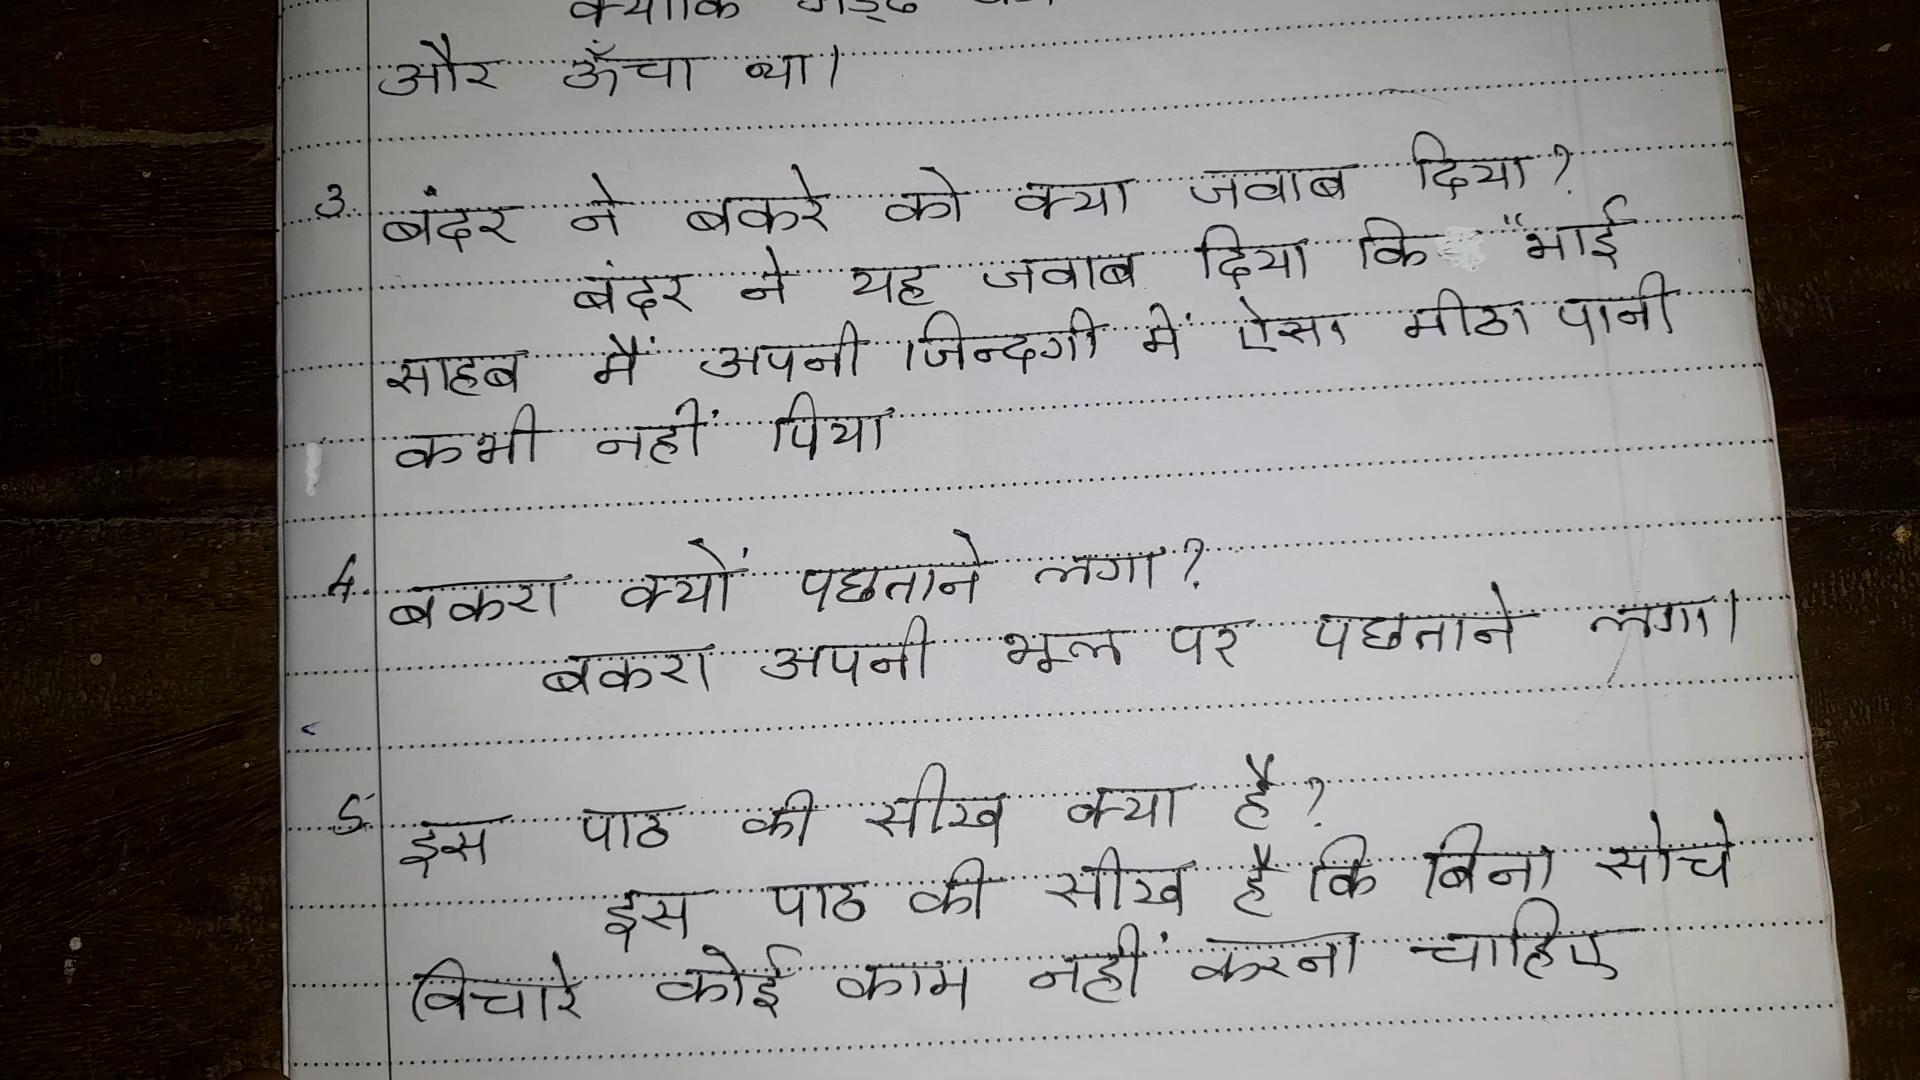 क्योंकि
और ऊँचा था।
3. बंदर ने बकरे को क्या जवाब दिया?
बंदर ने यह जवाब दिया कि "भाई
साहब मैं अपनी जिन्दगी में ऐसा मीठा पानी
कभी नहीं पिया
4. बकरा क्यों पछताने लगा?
बकरा अपनी भूल पर पछताने लगा।
5. इस पाठ की सीख क्या है?
इस पाठ की सीख है कि बिना सोचे
विचारे कोई काम नहीं करना चाहिए